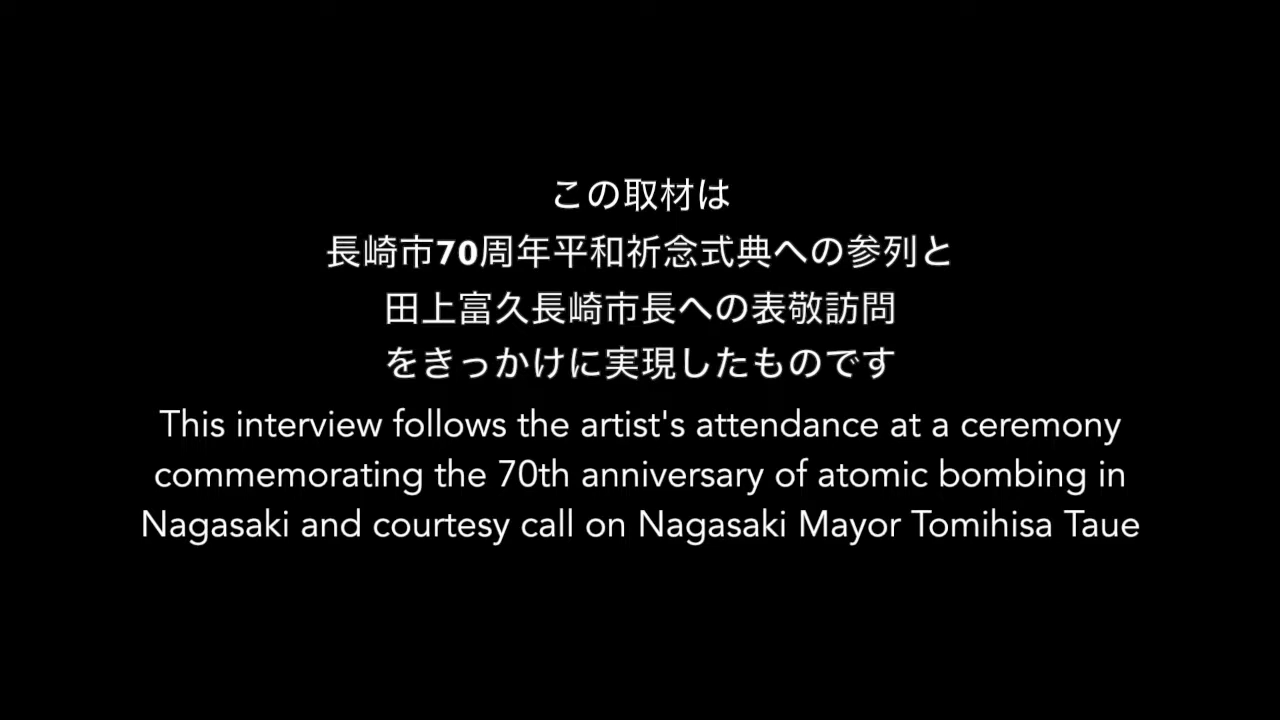 この取材は
長崎市70周年平和祈念式典への参列と
田上富久長崎市長への表敬訪問
をきっかけに実現したものです
This interview follows the artist's attendance at a ceremony
commemorating the 70th anniversary of atomic bombing in
Nagasaki and courtesy call on Nagasaki Mayor Tomihisa Taue